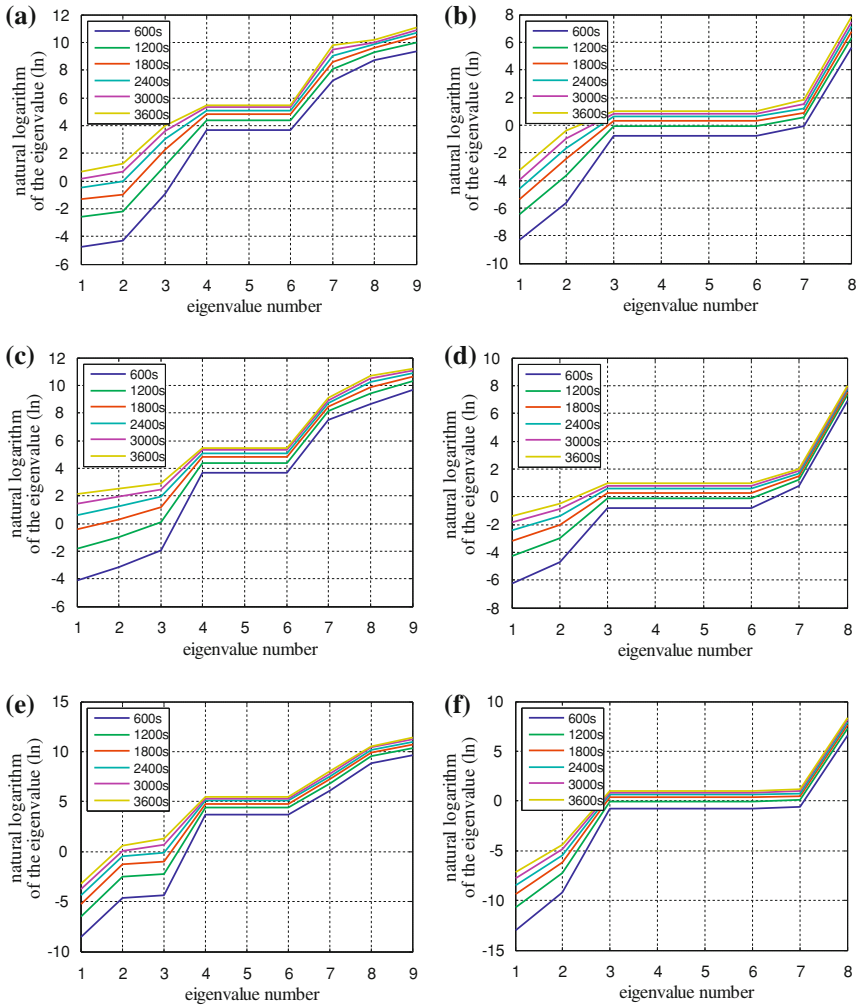 (a)
natural logarithm
of the eigenvalue (ln)
12
10
8
6
4
2
0
-2
-4
-6
600s
1200s
1800s
2400s
3000s
3600s
1 2 3 4 5 6 7 8 9
eigenvalue number
(b)
natural logarithm
of the eigenvalue (ln)
8
6
4
2
0
-2
-4
-6
-8
-10
600s
1200s
1800s
2400s
3000s
3600s
1 2 3 4 5 6 7 8
eigenvalue number
(c)
natural logarithm
of the eigenvalue (ln)
12
10
8
6
4
2
0
-2
-4
-6
600s
1200s
1800s
2400s
3000s
3600s
1 2 3 4 5 6 7 8 9
eigenvalue number
(d)
natural logarithm
of the eigenvalue (ln)
10
8
6
4
2
0
-2
-4
-6
-8
600s
1200s
1800s
2400s
3000s
3600s
1 2 3 4 5 6 7 8
eigenvalue number
(e)
natural logarithm
of the eigenvalue (ln)
15
10
5
0
-5
-10
600s
1200s
1800s
2400s
3000s
3600s
1 2 3 4 5 6 7 8 9
eigenvalue number
(f)
natural logarithm
of the eigenvalue (ln)
10
5
0
-5
-10
-15
600s
1200s
1800s
2400s
3000s
3600s
1 2 3 4 5 6 7 8
eigenvalue number